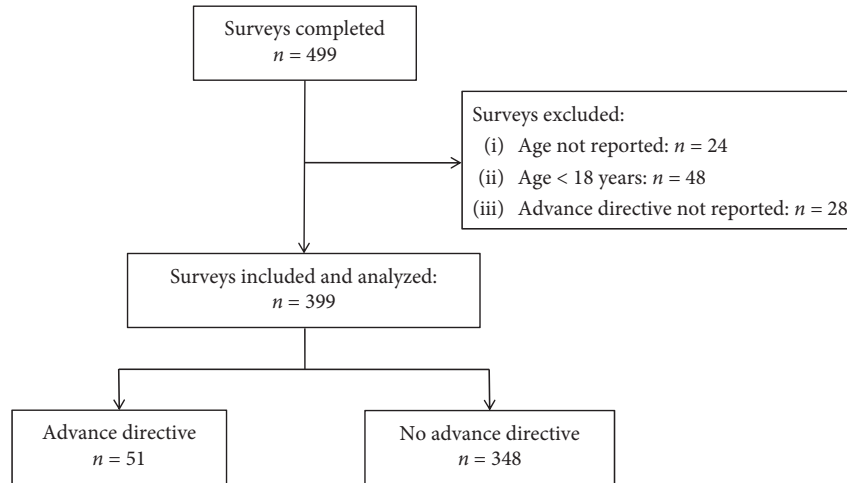 Surveys completed
n = 499
Surveys excluded:
(i) Age not reported: n = 24
(ii) Age < 18 years: n = 48
(iii) Advance directive not reported: n = 28
Surveys included and analyzed:
n = 399
Advance directive
n = 51
No advance directive
n = 348